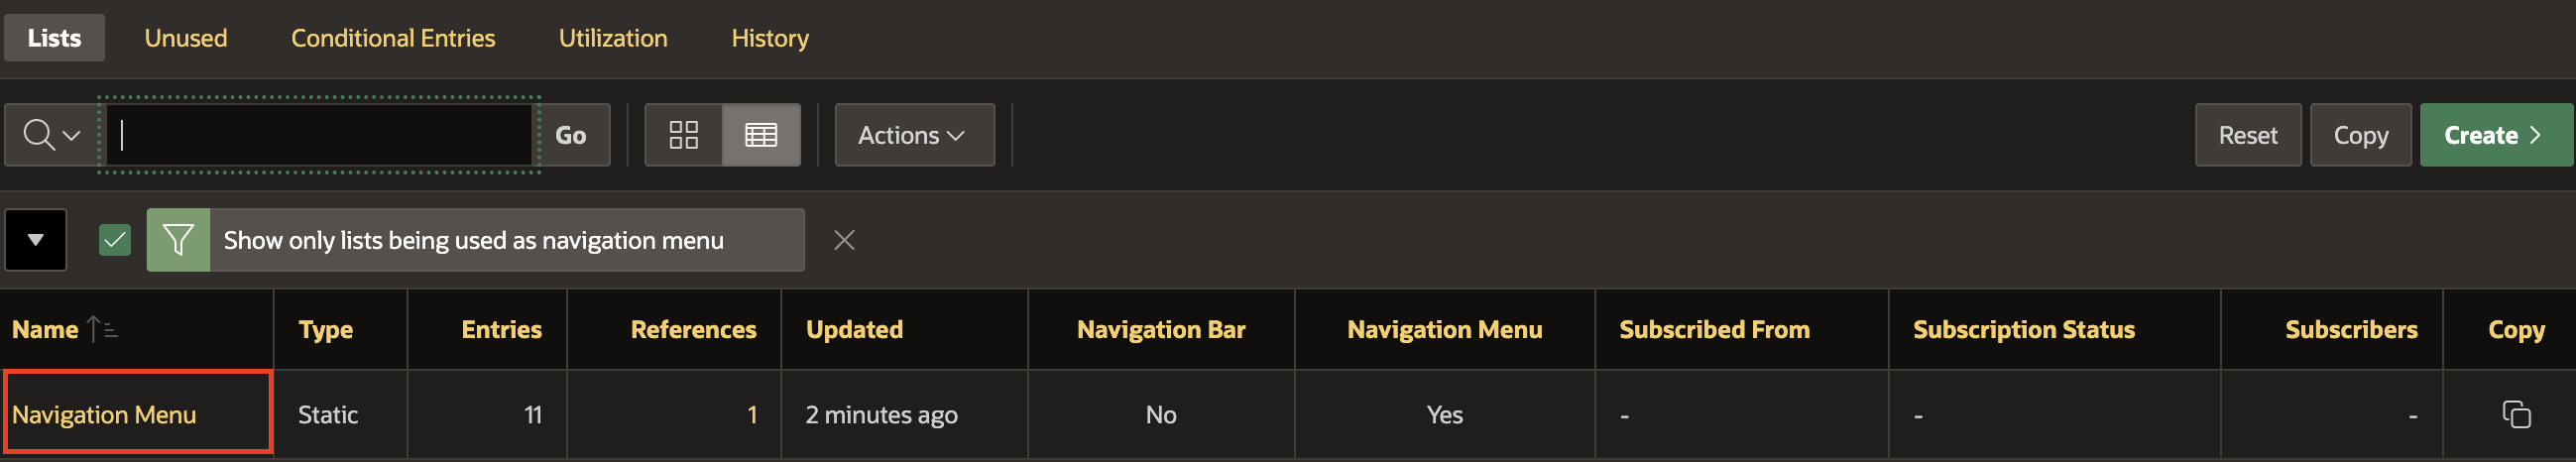 Lists Unused Conditional Entries Utilization History
Go Actions Reset Copy Create
Show only lists being used as navigation menu
Name Type Entries References Updated Navigation Bar Navigation Menu Subscribed From Subscription Status Subscribers Copy
Navigation Menu Static 11 1 2 minutes ago No Yes - - -